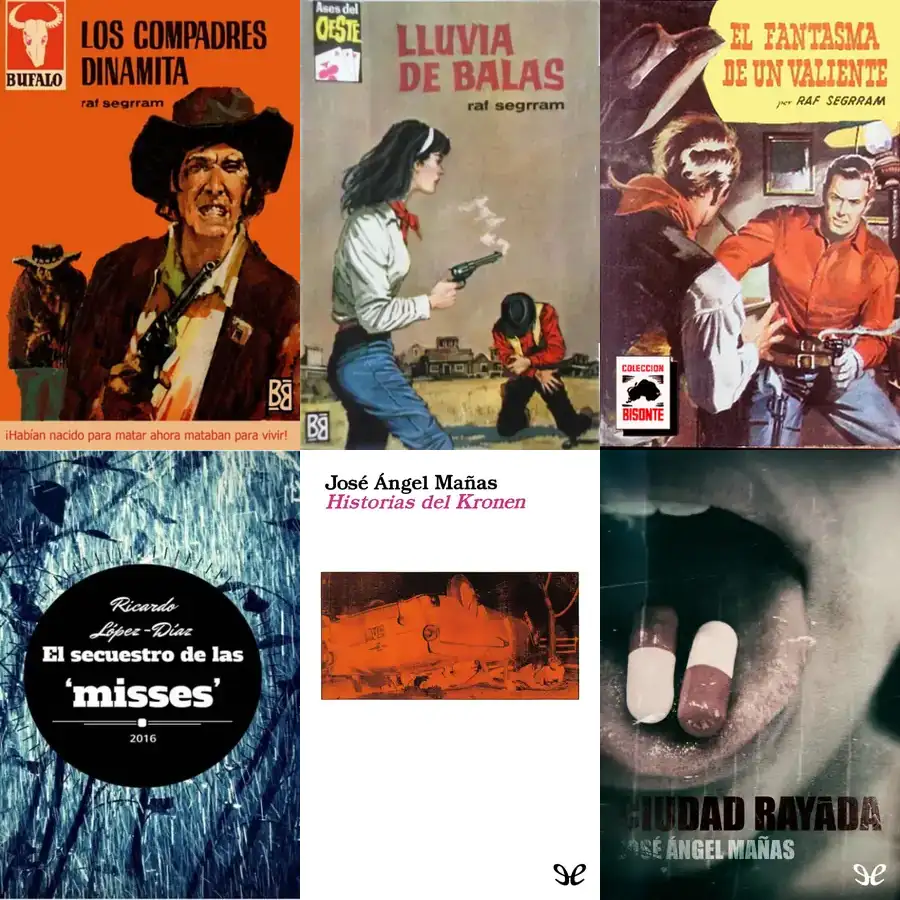 BUFALO
LOS COMPADRES
DINAMITA
raf segrram
BB
¡Habían nacido para matar ahora mataban para vivir!
Ases del
OESTE
LLUVIA
DE BALAS
raf segrram
BB
EL FANTASMA
DE UN VALIENTE
por RAF SEGRRAM
COLECCION
BISONTE
Ricardo
López-Díaz
El secuestro de las
‘misses’
2016
José Ángel Mañas
Historias del Kronen
CIUDAD RAYADA
JOSÉ ÁNGEL MAÑAS